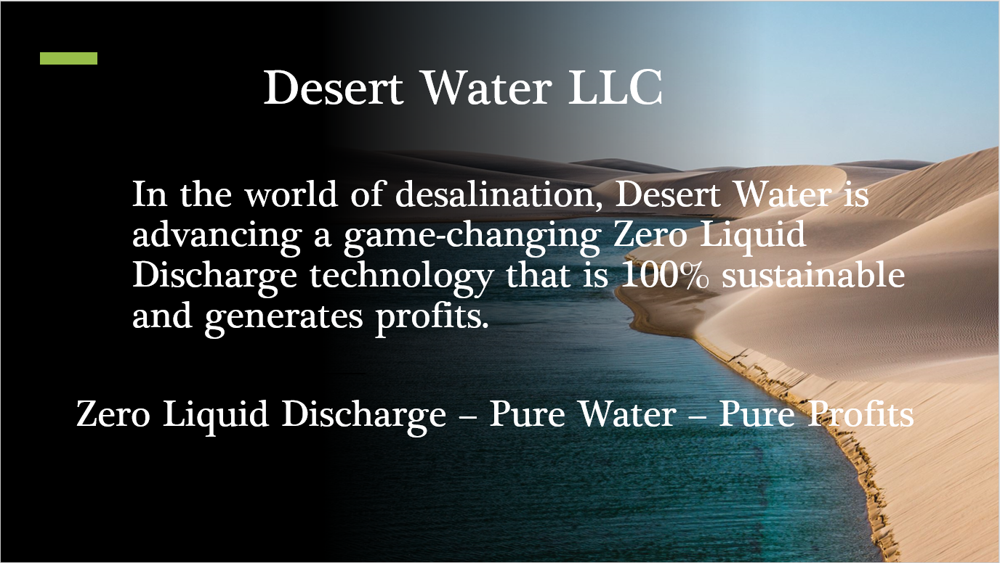 Desert Water LLC
In the world of desalination, Desert Water is
advancing a game-changing Zero Liquid
Discharge technology that is 100% sustainable
and generates profits.
Zero Liquid Discharge – Pure Water – Pure Profits